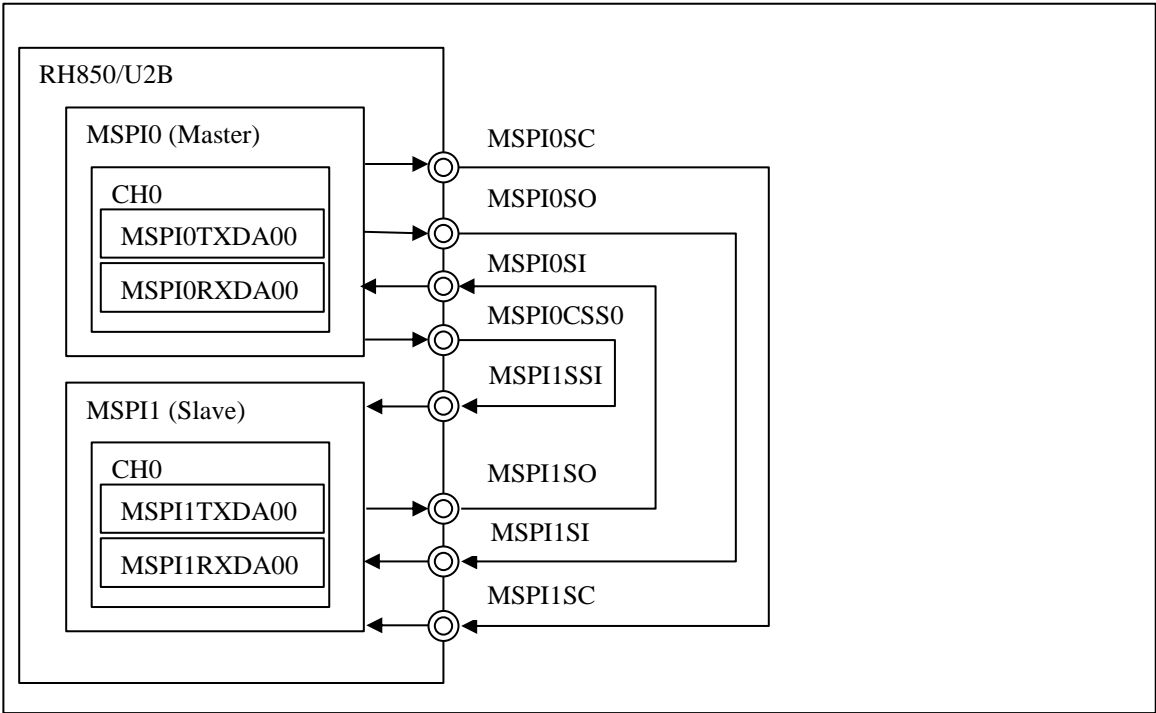 RH850/U2B
MSPI0 (Master)
CH0
MSPI0TXDA00
MSPI0RXDA00
MSPI0SC
MSPI0SO
MSPI0SI
MSPI0CSS0
MSPI1SSI
MSPI1 (Slave)
CH0
MSPI1TXDA00
MSPI1RXDA00
MSPI1SO
MSPI1SI
MSPI1SC